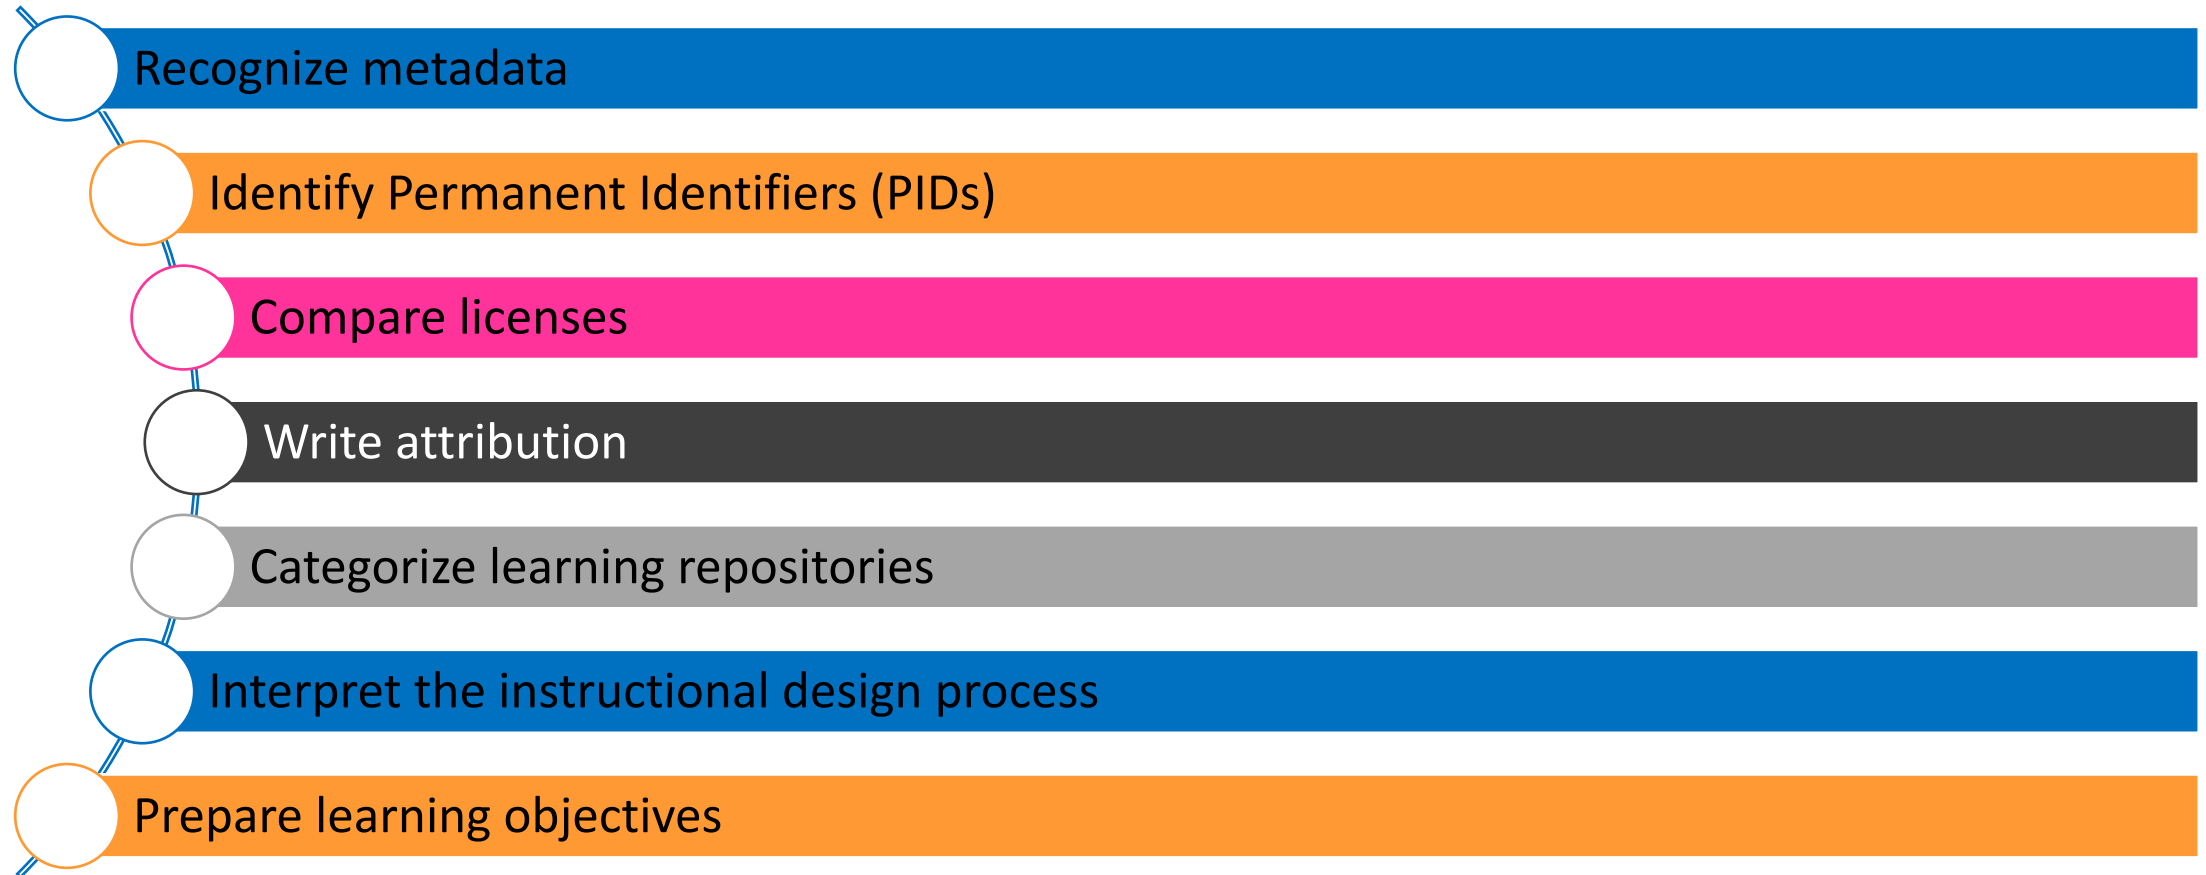 Recognize metadata
Identify Permanent Identifiers (PIDs)
Compare licenses
Write attribution
Categorize learning repositories
Interpret the instructional design process
Prepare learning objectives